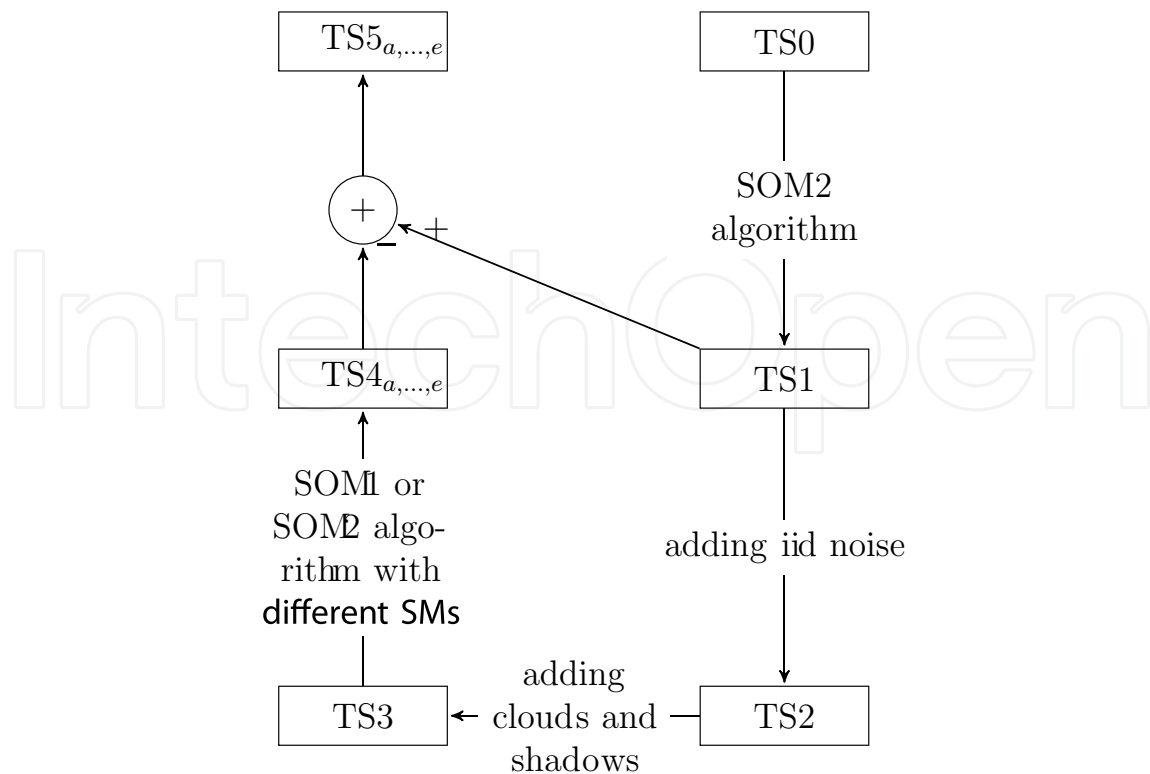 TS5a,...,e
TS0
SOM2
algorithm
+
−
+
IntechOpen
TS4a,...,e
TS1
SOM1 or
SOM2 algo-
rithm with
different SMs
adding iid noise
adding
clouds and
shadows
TS3
TS2